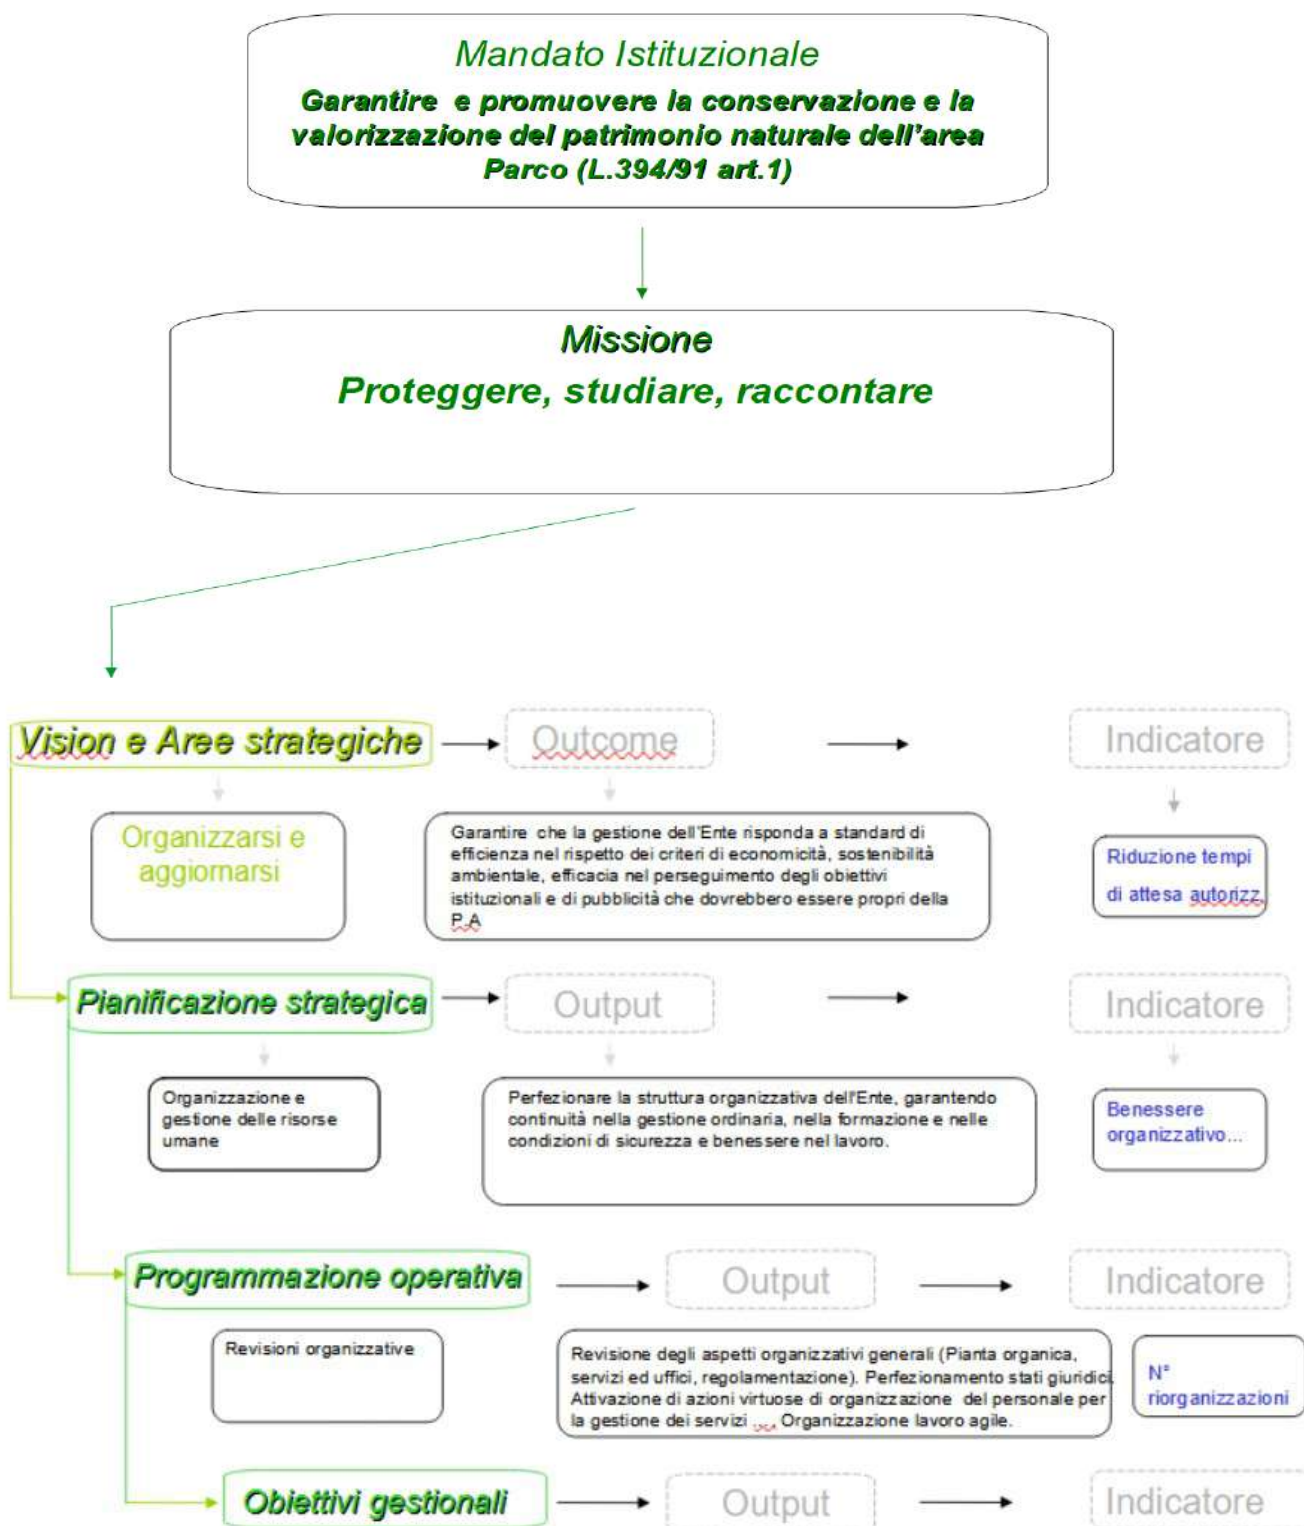 Mandato Istituzionale
Garantire e promuovere la conservazione e la
valorizzazione del patrimonio naturale dell'area
Parco (L.394/91 art.1)
Missione
Proteggere, studiare, raccontare
Vision e Aree strategiche
Outcome
Indicatore
Organizzarsi e
aggiornarsi
Garantire che la gestione dell'Ente risponda a standard di
efficienza nel rispetto dei criteri di economicità, sostenibilità
ambientale, efficacia nel perseguimento degli obiettivi
istituzionali e di pubblicità che dovrebbero essere propri della
P.A
Riduzione tempi
di attesa autorizz.
Pianificazione strategica
Output
Indicatore
Organizzazione e
gestione delle risorse
umane
Perfezionare la struttura organizzativa dell'Ente, garantendo
continuità nella gestione ordinaria, nella formazione e nelle
condizioni di sicurezza e benessere nel lavoro.
Benessere
organizzativo...
Programmazione operativa
Output
Indicatore
Revisioni organizzative
Revisione degli aspetti organizzativi generali (Pianta organica,
servizi ed uffici, regolamentazione). Perfezionamento stati giuridici.
Attivazione di azioni virtuose di organizzazione del personale per
la gestione dei servizi .... Organizzazione lavoro agile.
N°
riorganizzazioni
Obiettivi gestionali
Output
Indicatore